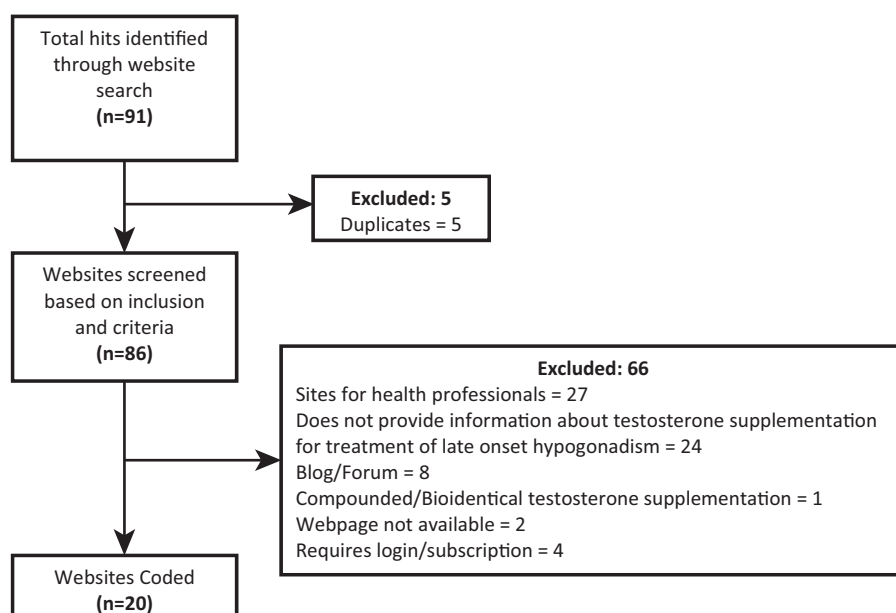 Total hits identified
through website
search
(n=91)
Excluded: 5
Duplicates = 5
Websites screened
based on inclusion
and criteria
(n=86)
Excluded: 66
Sites for health professionals = 27
Does not provide information about testosterone supplementation
for treatment of late onset hypogonadism = 24
Blog/Forum = 8
Compounded/Bioidentical testosterone supplementation = 1
Webpage not available = 2
Requires login/subscription = 4
Websites Coded
(n=20)